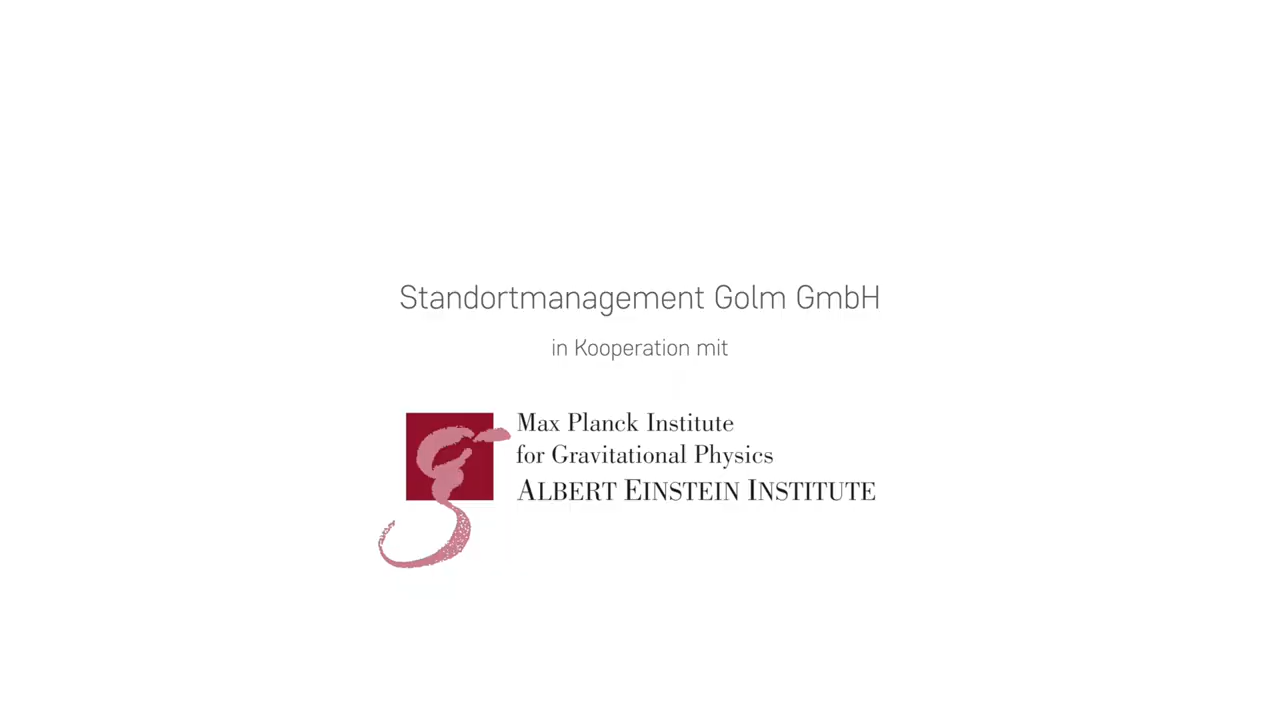 Standortmanagement Golm GmbH
in Kooperation mit
Max Planck Institute
for Gravitational Physics
ALBERT EINSTEIN INSTITUTE